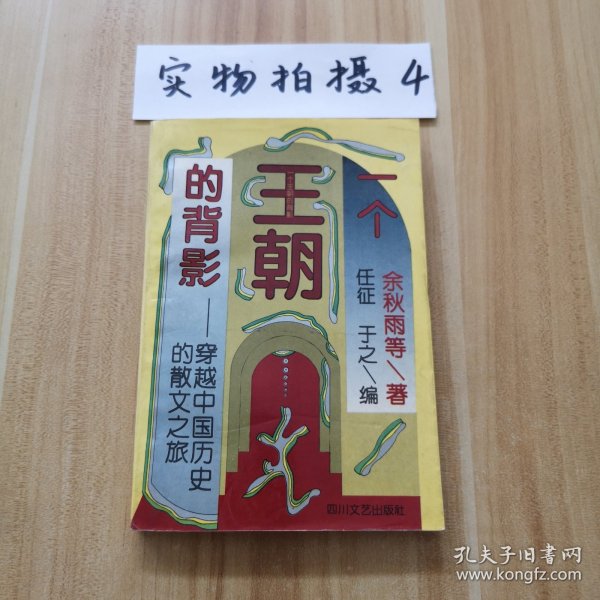 实物拍摄4
一个
王朝
的背影
——穿越中国历史
的散文之旅
余秋雨等\著
任征 于之\编
四川文艺出版社
孔夫子旧书网
www.kongfz.com